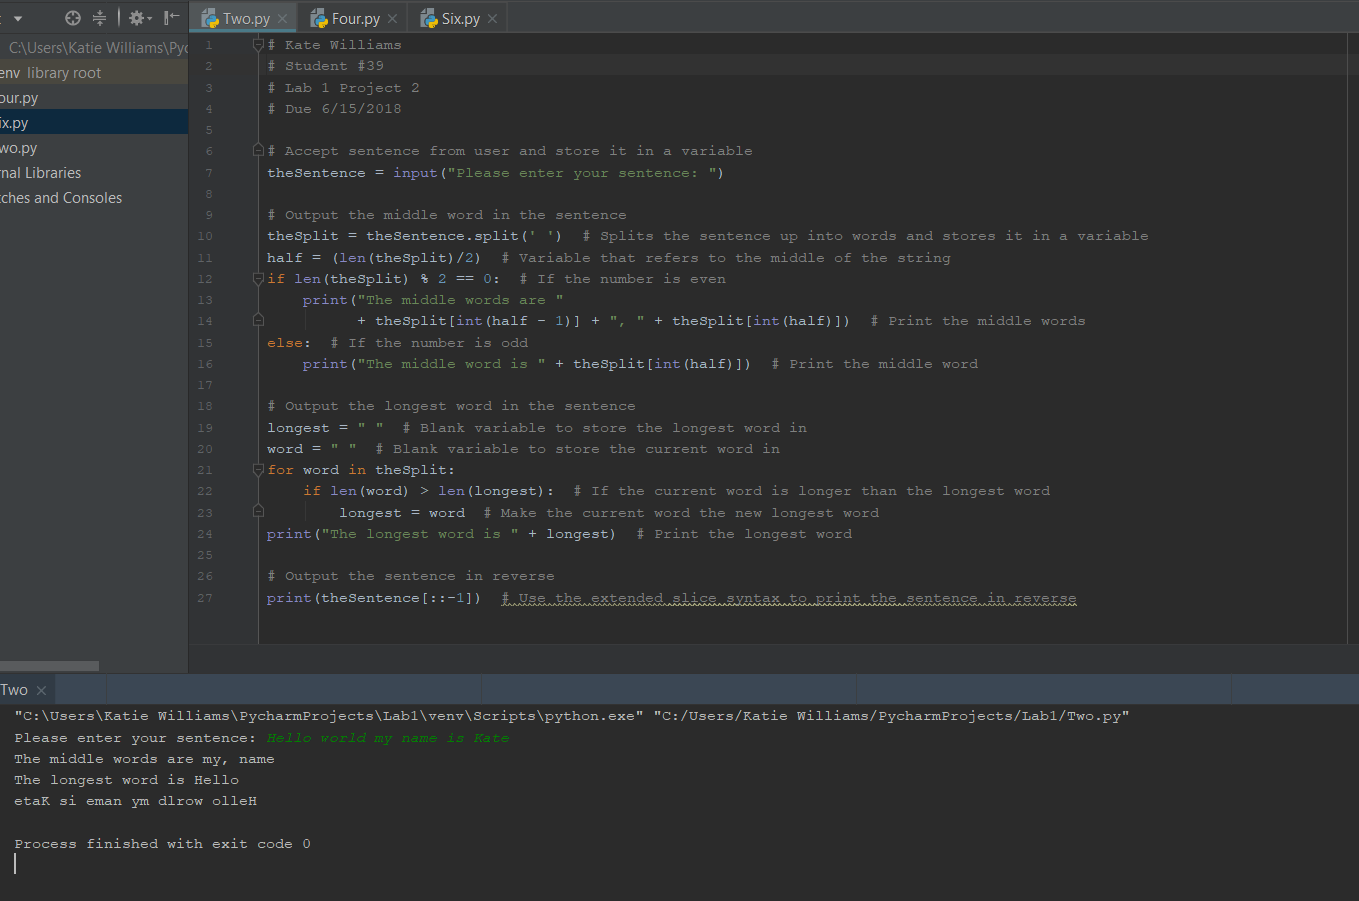 Two.py
Four.py
Six.py
C:\Users\Katie Williams\Pyc
env library root
our.py
ix.py
wo.py
rnal Libraries
tches and Consoles
1 # Kate Williams
2 # Student #39
3 # Lab 1 Project 2
4 # Due 6/15/2018
5
6 # Accept sentence from user and store it in a variable
7 theSentence = input("Please enter your sentence: ")
8
9 # Output the middle word in the sentence
10 theSplit = theSentence.split(' ')  # Splits the sentence up into words and stores it in a variable
11 half = (len(theSplit)/2)  # Variable that refers to the middle of the string
12 if len(theSplit) % 2 == 0:  # If the number is even
13     print("The middle words are "
14           + theSplit[int(half - 1)] + ", " + theSplit[int(half)])  # Print the middle words
15 else:  # If the number is odd
16     print("The middle word is " + theSplit[int(half)])  # Print the middle word
17
18 # Output the longest word in the sentence
19 longest = " "  # Blank variable to store the longest word in
20 word = " "  # Blank variable to store the current word in
21 for word in theSplit:
22     if len(word) > len(longest):  # If the current word is longer than the longest word
23         longest = word  # Make the current word the new longest word
24 print("The longest word is " + longest)  # Print the longest word
25
26 # Output the sentence in reverse
27 print(theSentence[::-1])  # Use the extended slice syntax to print the sentence in reverse
Two
"C:\Users\Katie Williams\PycharmProjects\Lab1\venv\Scripts\python.exe" "C:/Users/Katie Williams/PycharmProjects/Lab1/Two.py"
Please enter your sentence: Hello world my name is Kate
The middle words are my, name
The longest word is Hello
etaK si eman ym dlrow olleH
Process finished with exit code 0